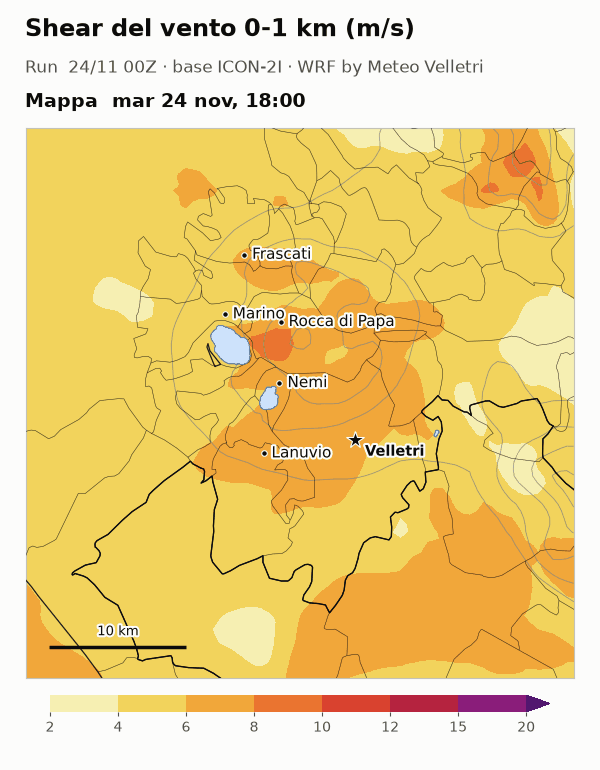 Shear del vento 0-1 km (m/s)
Run  24/11 00Z · base ICON-2I · WRF by Meteo Velletri
Mappa  mar 24 nov, 18:00
Frascati
Marino
Rocca di Papa
Nemi
Velletri
Lanuvio
10 km
2 4 6 8 10 12 15 20